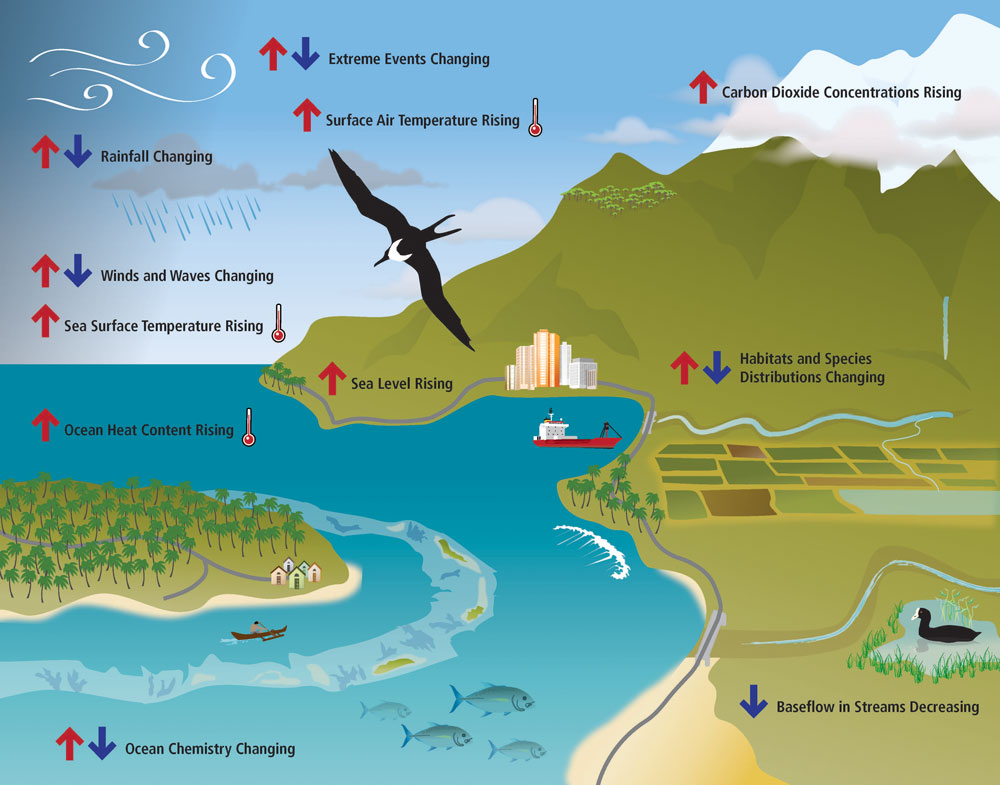 Extreme Events Changing
Carbon Dioxide Concentrations Rising
Surface Air Temperature Rising
Rainfall Changing
Winds and Waves Changing
Sea Surface Temperature Rising
Habitats and Species
Distributions Changing
Sea Level Rising
Ocean Heat Content Rising
Baseflow in Streams Decreasing
Ocean Chemistry Changing